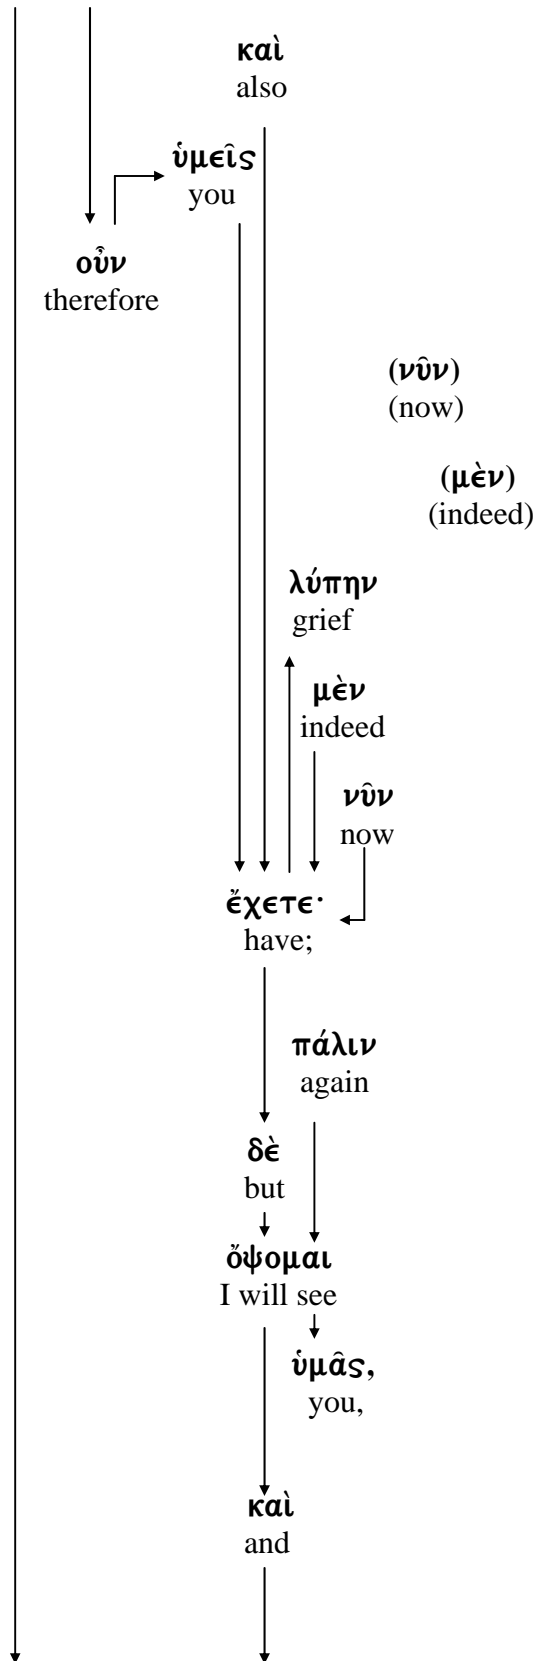 καὶ
also
ὑμεῖς
you
οὖν
therefore
(νῦν)
(now)
(μὲν)
(indeed)
λύπην
grief
μὲν
indeed
νῦν
now
ἔχετε·
have;
πάλιν
again
δὲ
but
ὄψομαι
I will see
ὑμᾶς,
you,
καὶ
and